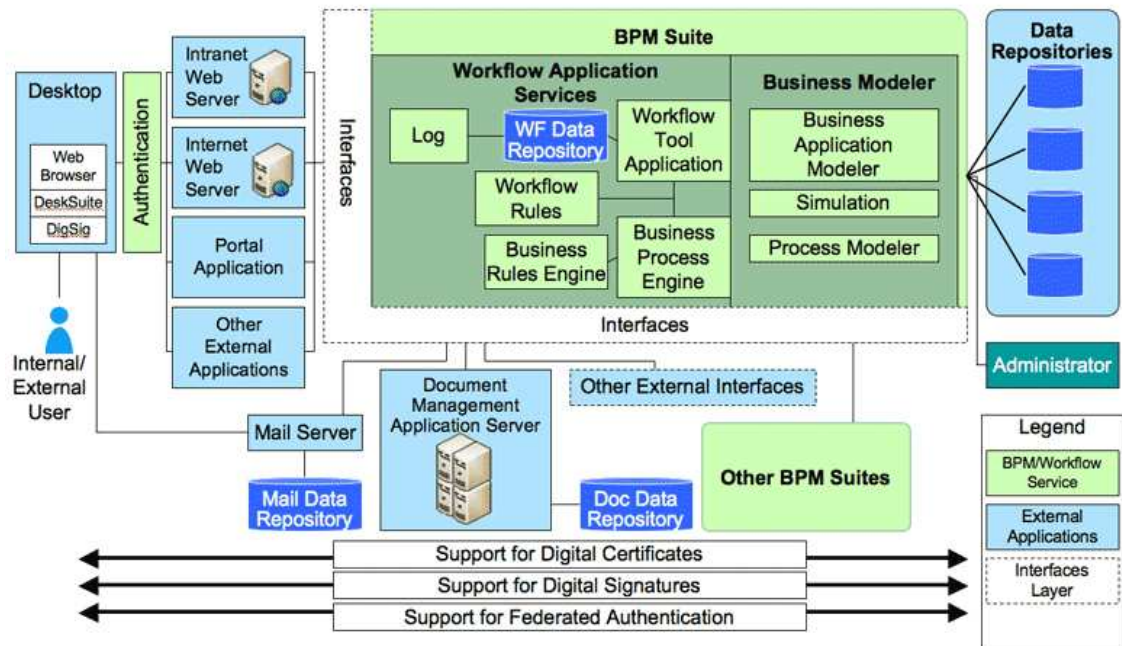 Desktop
Web
Browser
DeskSuite
DigSig
Internal/
External
User
Authentication
Intranet
Web
Server
Internet
Web
Server
Portal
Application
Other
External
Applications
Interfaces
BPM Suite
Workflow Application
Services
Log
WF Data
Repository
Workflow
Tool
Application
Workflow
Rules
Business
Rules Engine
Business
Process
Engine
Business Modeler
Business
Application
Modeler
Simulation
Process Modeler
Interfaces
Data
Repositories
Administrator
Mail Server
Mail Data
Repository
Document
Management
Application Server
Doc Data
Repository
Other External Interfaces
Other BPM Suites
Legend
BPM/Workflow
Service
External
Applications
Interfaces
Layer
Support for Digital Certificates
Support for Digital Signatures
Support for Federated Authentication